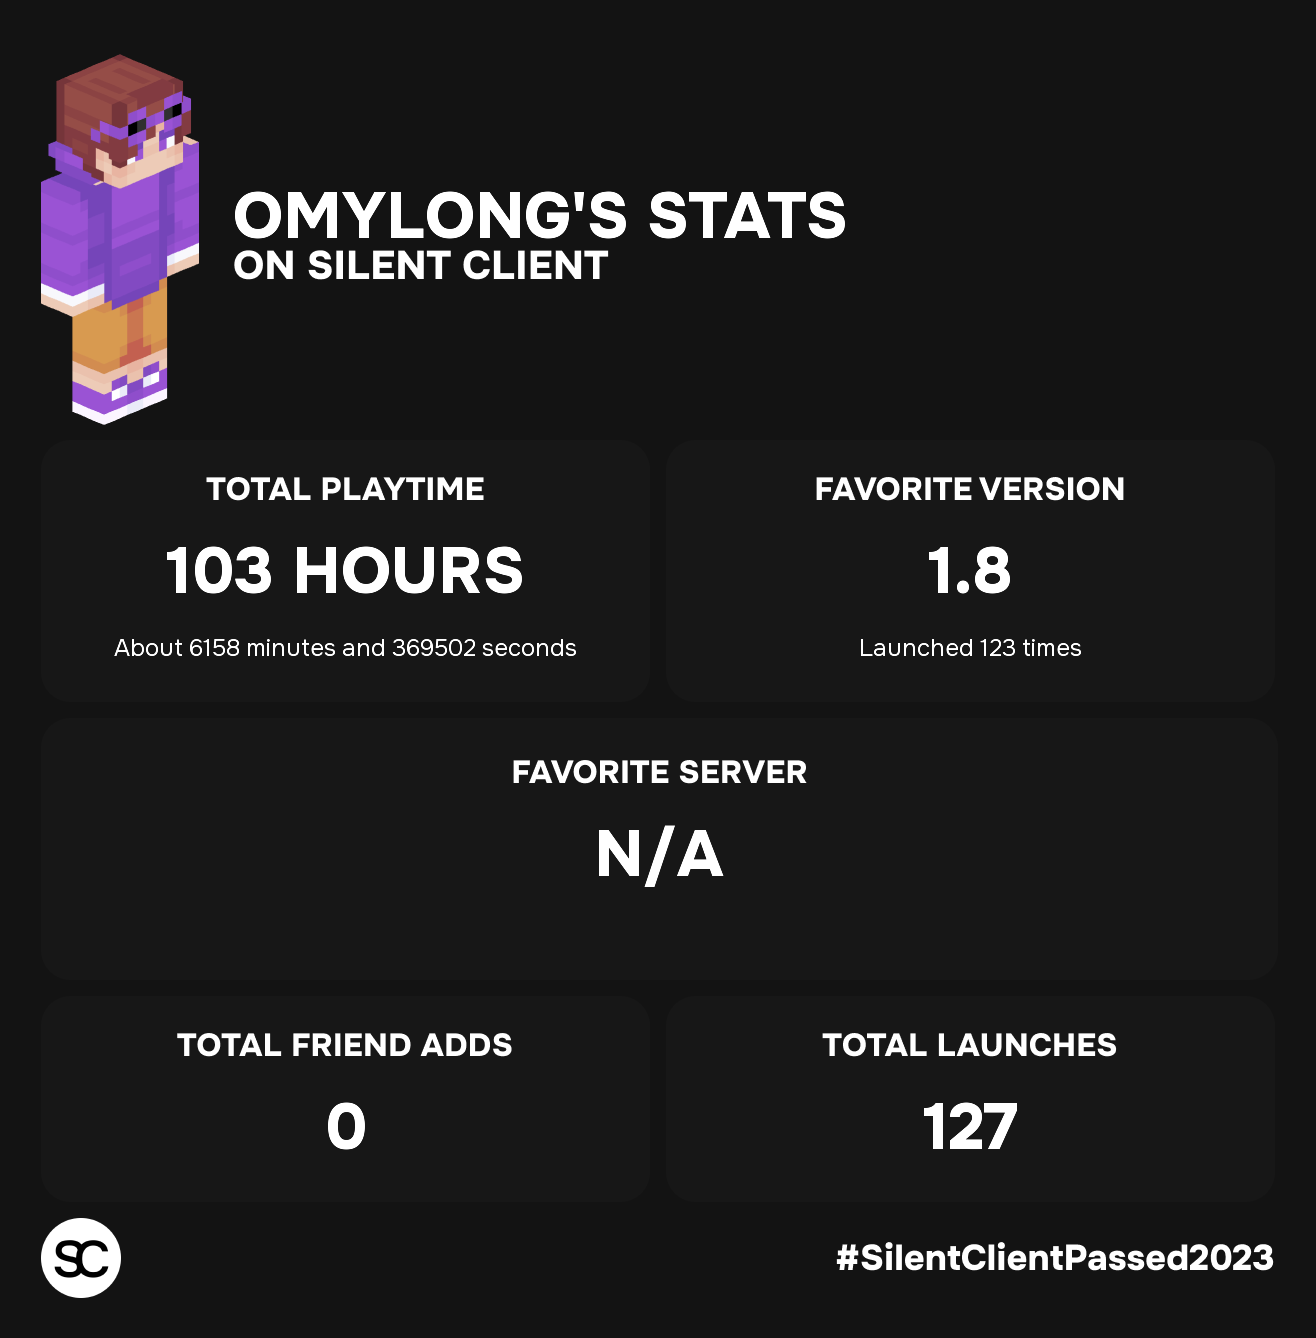 OMYLONG'S STATS
ON SILENT CLIENT
TOTAL PLAYTIME
103 HOURS
About 6158 minutes and 369502 seconds
FAVORITE VERSION
1.8
Launched 123 times
FAVORITE SERVER
N/A
TOTAL FRIEND ADDS
0
TOTAL LAUNCHES
127
SC
#SilentClientPassed2023